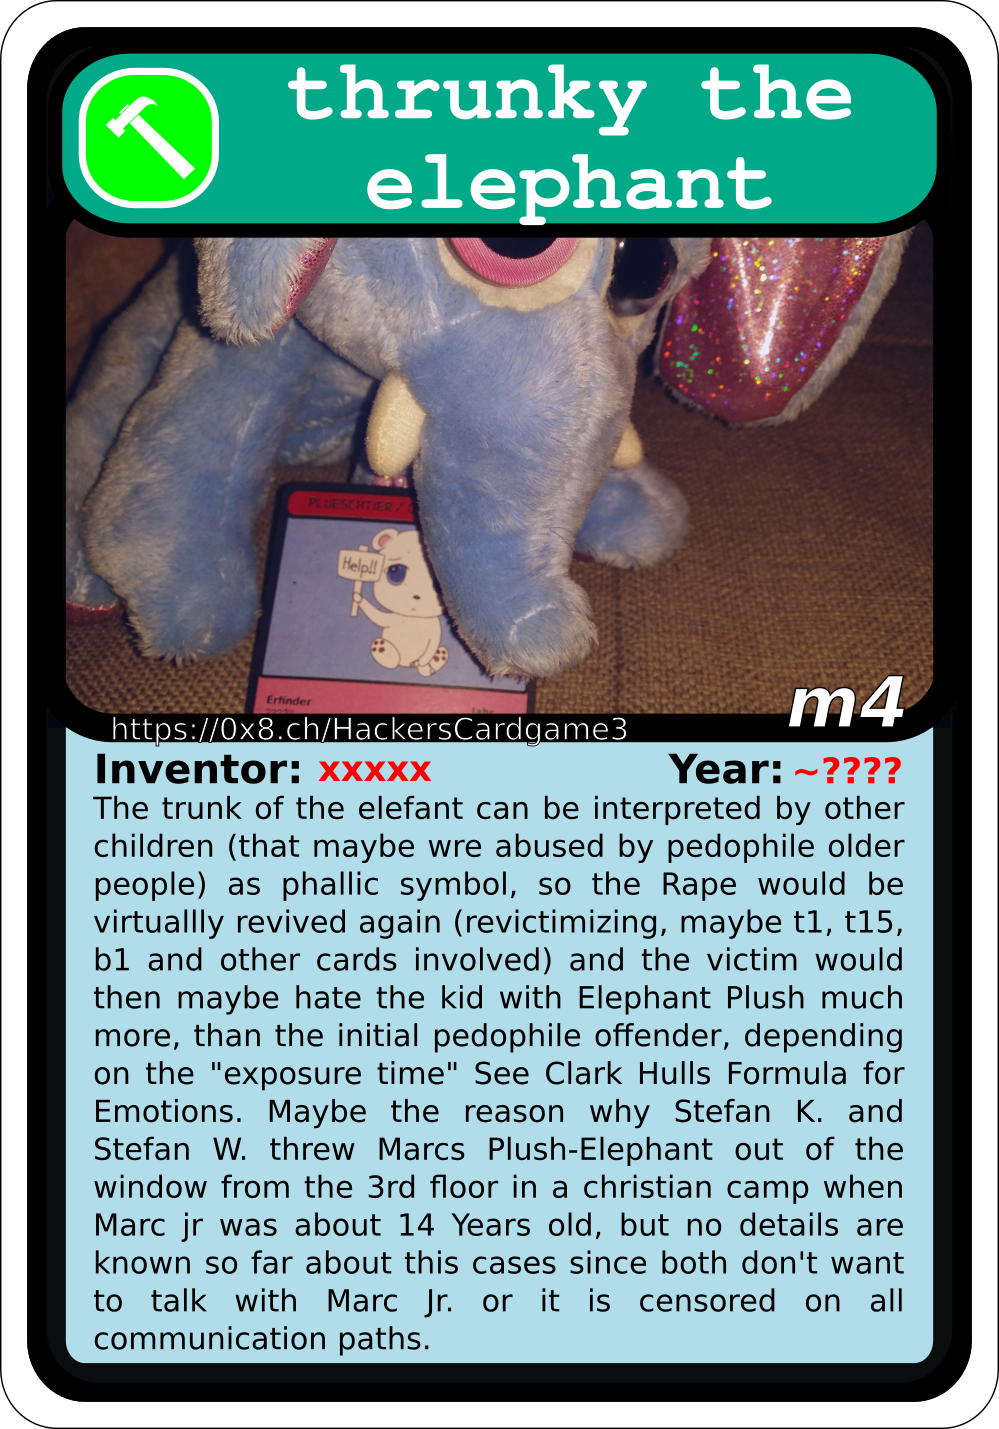 thrunky the
elephant
PLUESCHTIER /
Help!!
Erfinder
Jahr
m4
https://0x8.ch/HackersCardgame3
Inventor: xxxxx Year: ~????
The trunk of the elefant can be interpreted by other
children (that maybe wre abused by pedophile older
people) as phallic symbol, so the Rape would be
virtuallly revived again (revictimizing, maybe t1, t15,
b1 and other cards involved) and the victim would
then maybe hate the kid with Elephant Plush much
more, than the initial pedophile offender, depending
on the "exposure time" See Clark Hulls Formula for
Emotions. Maybe the reason why Stefan K. and
Stefan W. threw Marcs Plush-Elephant out of the
window from the 3rd floor in a christian camp when
Marc jr was about 14 Years old, but no details are
known so far about this cases since both don't want
to talk with Marc Jr. or it is censored on all
communication paths.